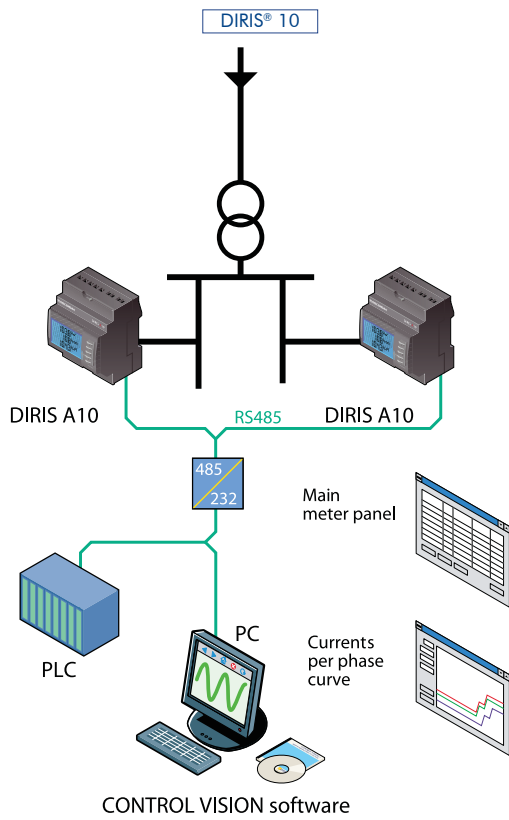 DIRIS® 10
DIRIS A10
RS485
DIRIS A10
485
232
Main
meter panel
PLC
PC
Currents
per phase
curve
CONTROL VISION software